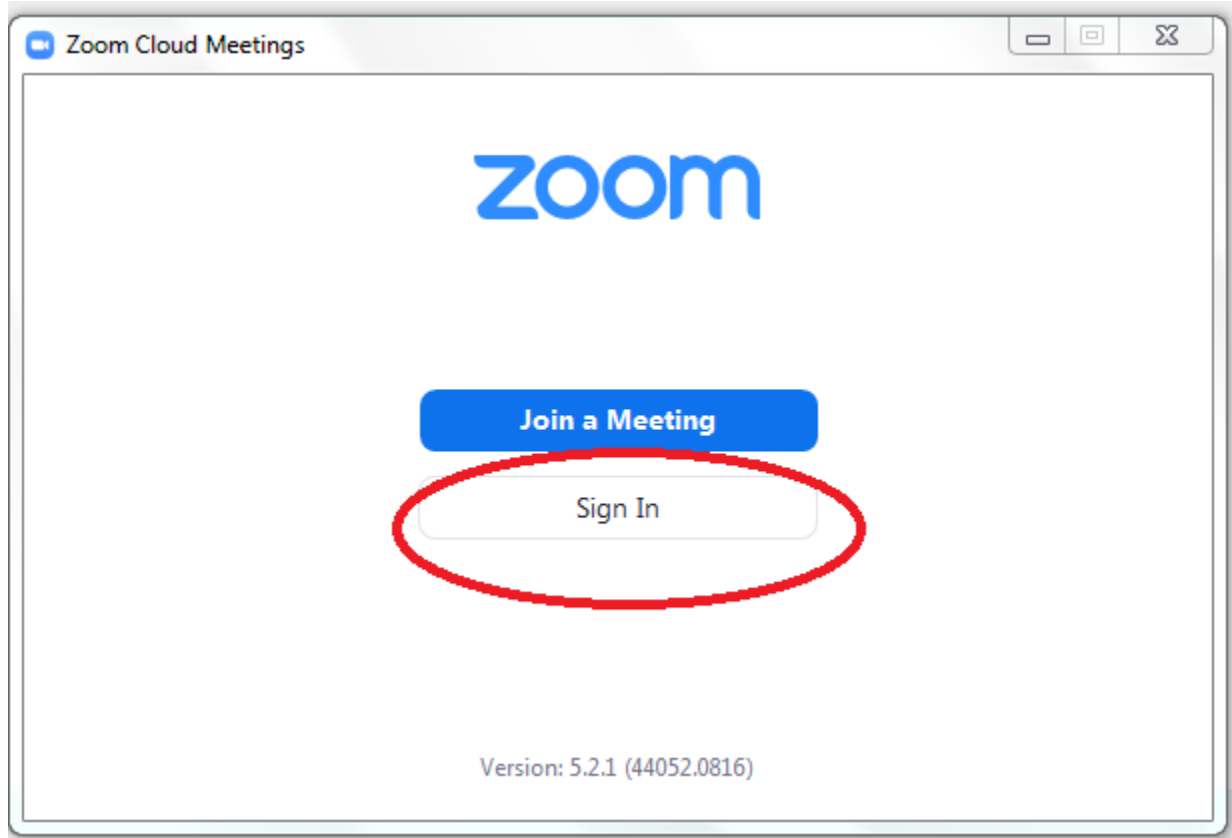 Zoom Cloud Meetings
zoom
Join a Meeting
Sign In
Version: 5.2.1 (44052.0816)